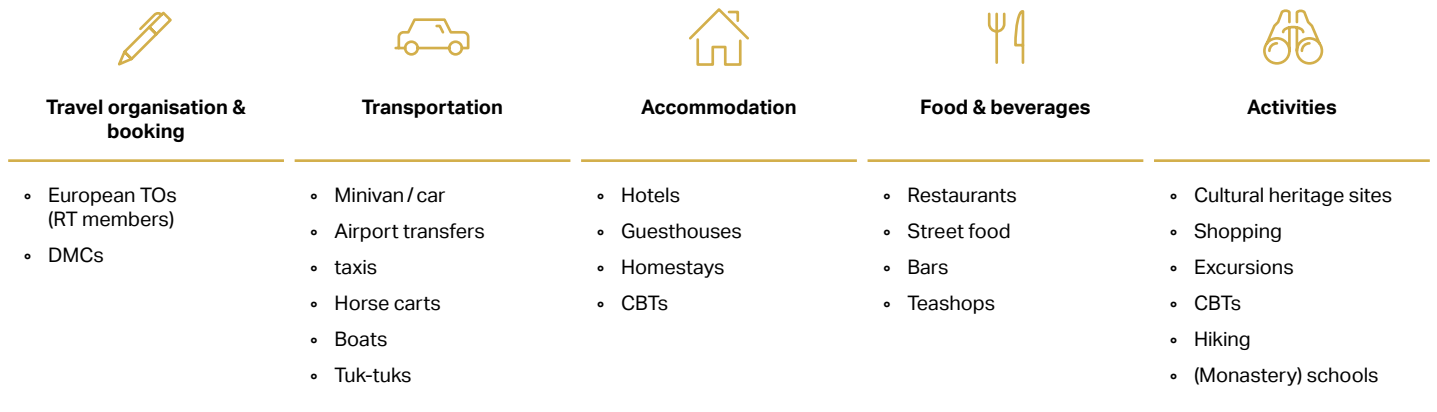 Travel organisation &
booking
European TOs
(RT members)
DMCs
Transportation
Minivan / car
Airport transfers
taxis
Horse carts
Boats
Tuk-tuks
Accommodation
Hotels
Guesthouses
Homestays
CBTs
Food & beverages
Restaurants
Street food
Bars
Teashops
Activities
Cultural heritage sites
Shopping
Excursions
CBTs
Hiking
(Monastery) schools